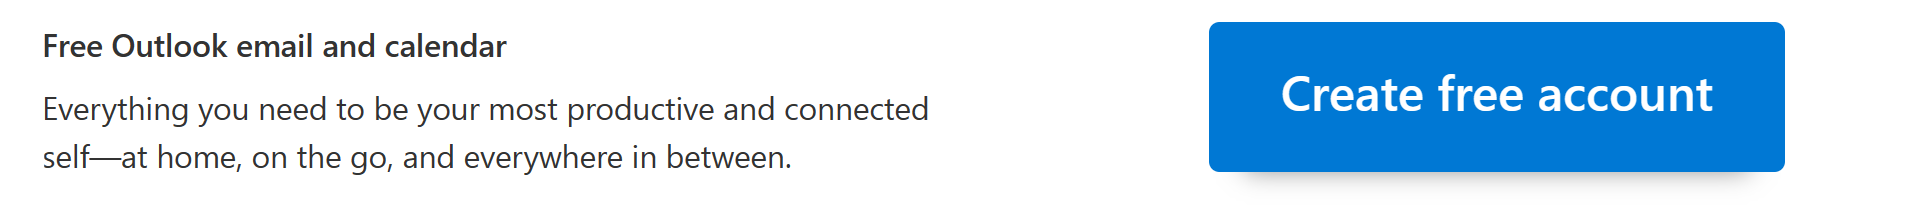 Free Outlook email and calendar
Everything you need to be your most productive and connected
self—at home, on the go, and everywhere in between.
Create free account